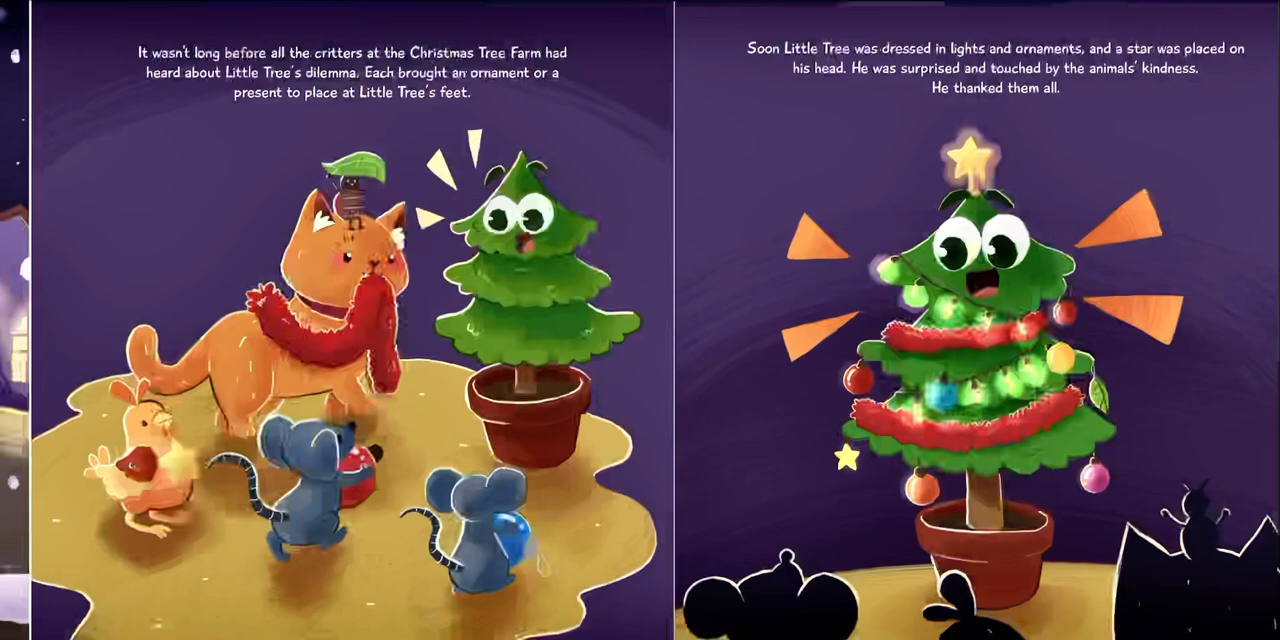 It wasn't long before all the critters at the Christmas Tree Farm had
heard about Little Tree's dilemma. Each brought an ornament or a
present to place at Little Tree's feet.
Soon Little Tree was dressed in lights and ornaments, and a star was placed on
his head. He was surprised and touched by the animals' kindness.
He thanked them all.